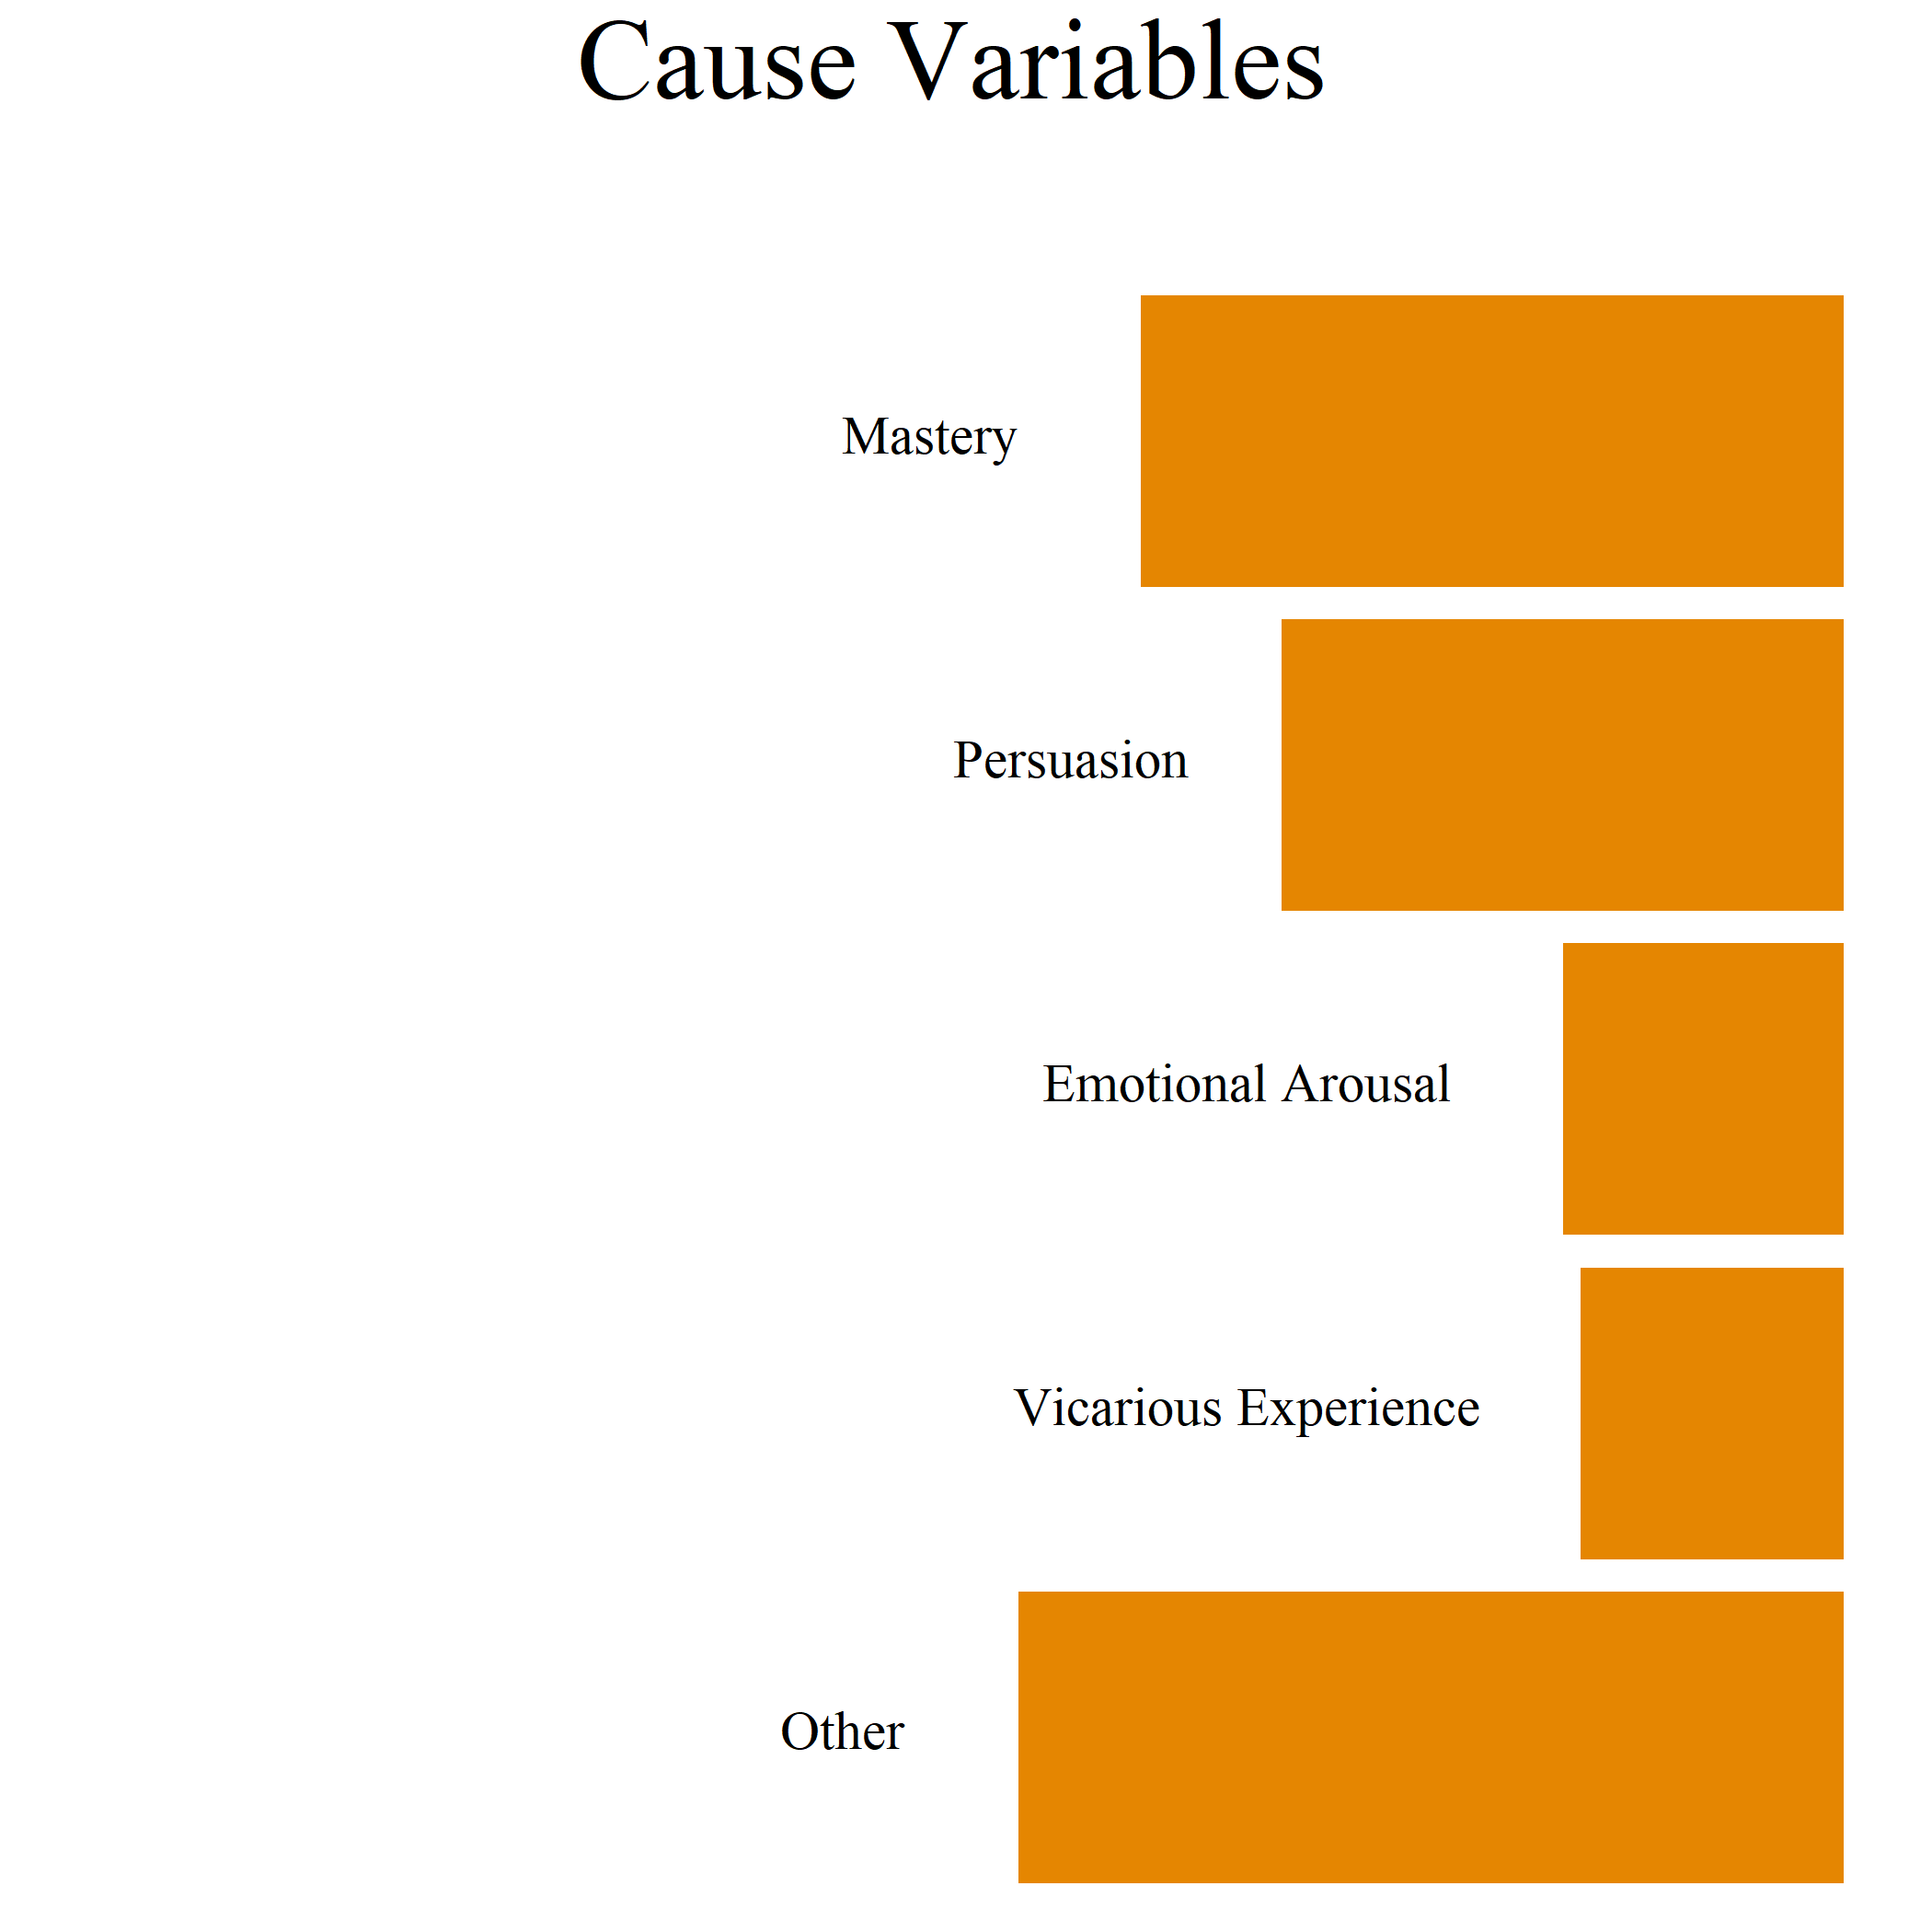 Cause Variables
Mastery
Persuasion
Emotional Arousal
Vicarious Experience
Other